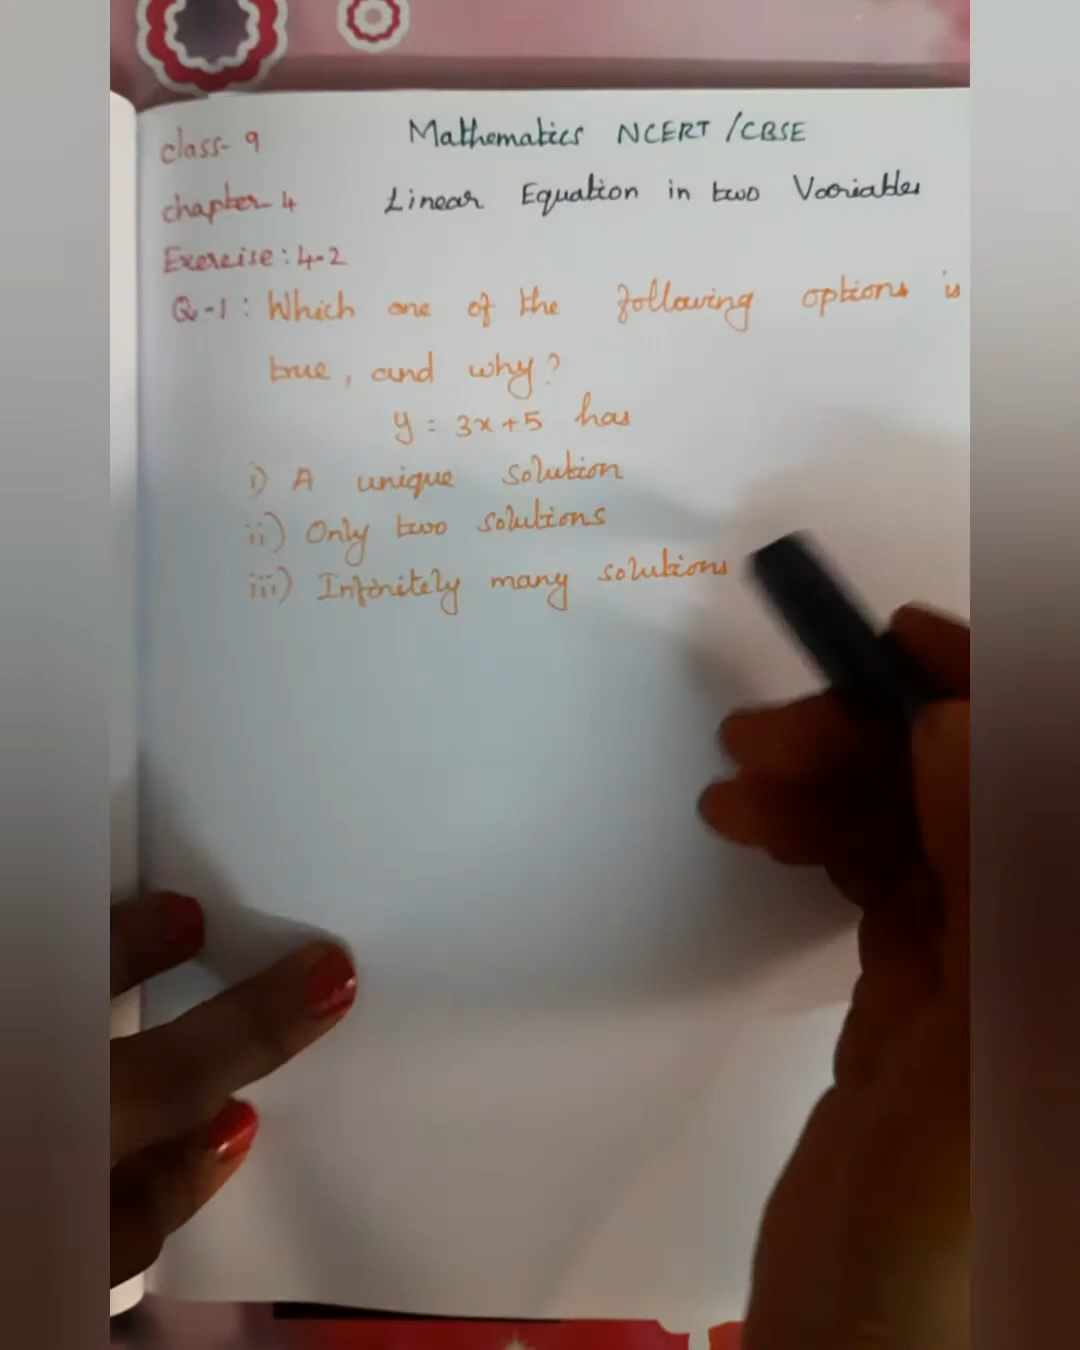 class-9 Mathematics NCERT /CBSE
chapter-4 Linear Equation in two Variables
Exercise: 4.2
Q-1: Which one of the following options is
true, and why?
y = 3x+5 has
i) A unique solution
ii) Only two solutions
iii) Infinitely many solutions